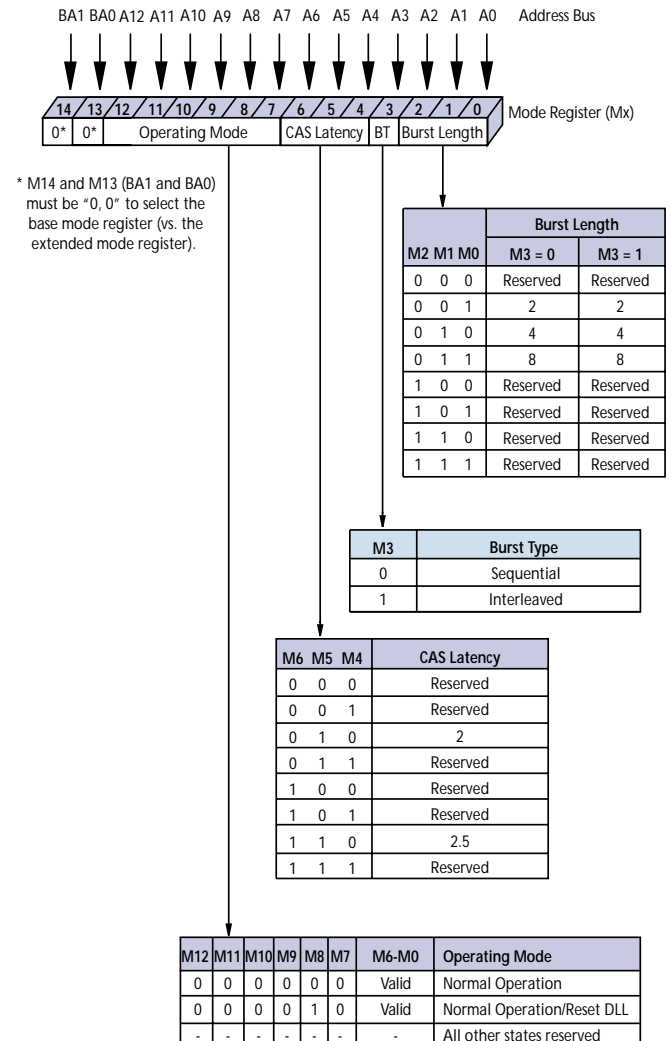 BA1 BA0 A12 A11 A10 A9 A8 A7 A6 A5 A4 A3 A2 A1 A0 Address Bus
14 13 12 11 10 9 8 7 6 5 4 3 2 1 0 Mode Register (Mx)
0* 0* Operating Mode CAS Latency BT Burst Length
* M14 and M13 (BA1 and BA0)
must be "0, 0" to select the
base mode register (vs. the
extended mode register).
Burst Length
M2 M1 M0 M3 = 0 M3 = 1
0 0 0 Reserved Reserved
0 0 1 2 2
0 1 0 4 4
0 1 1 8 8
1 0 0 Reserved Reserved
1 0 1 Reserved Reserved
1 1 0 Reserved Reserved
1 1 1 Reserved Reserved
M3 Burst Type
0 Sequential
1 Interleaved
M6 M5 M4 CAS Latency
0 0 0 Reserved
0 0 1 Reserved
0 1 0 2
0 1 1 Reserved
1 0 0 Reserved
1 0 1 Reserved
1 1 0 2.5
1 1 1 Reserved
M12 M11 M10 M9 M8 M7 M6-M0 Operating Mode
0 0 0 0 0 0 Valid Normal Operation
0 0 0 0 1 0 Valid Normal Operation/Reset DLL
- - - - - - - All other states reserved